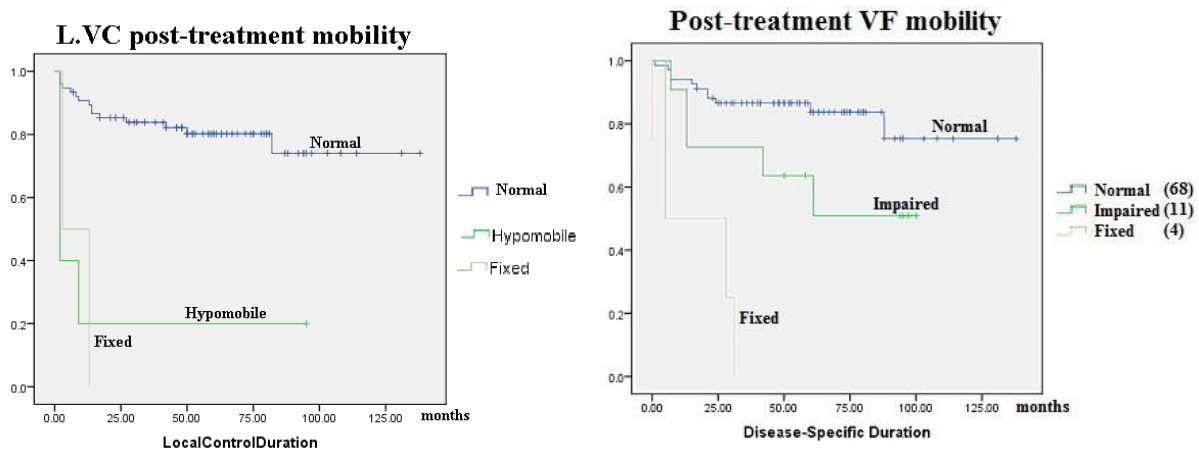 L.VC post-treatment mobility
1.0
0.8
0.6
0.4
0.2
0.0
Normal
Hypomobile
Fixed
0.00 25.00 50.00 75.00 100.00 125.00 months
LocalControlDuration
Normal
Hypomobile
Fixed
Post-treatment VF mobility
1.0
0.8
0.6
0.4
0.2
0.0
Normal
Impaired
Fixed
0.00 25.00 50.00 75.00 100.00 125.00 months
Disease-Specific Duration
Normal (68)
Impaired (11)
Fixed (4)